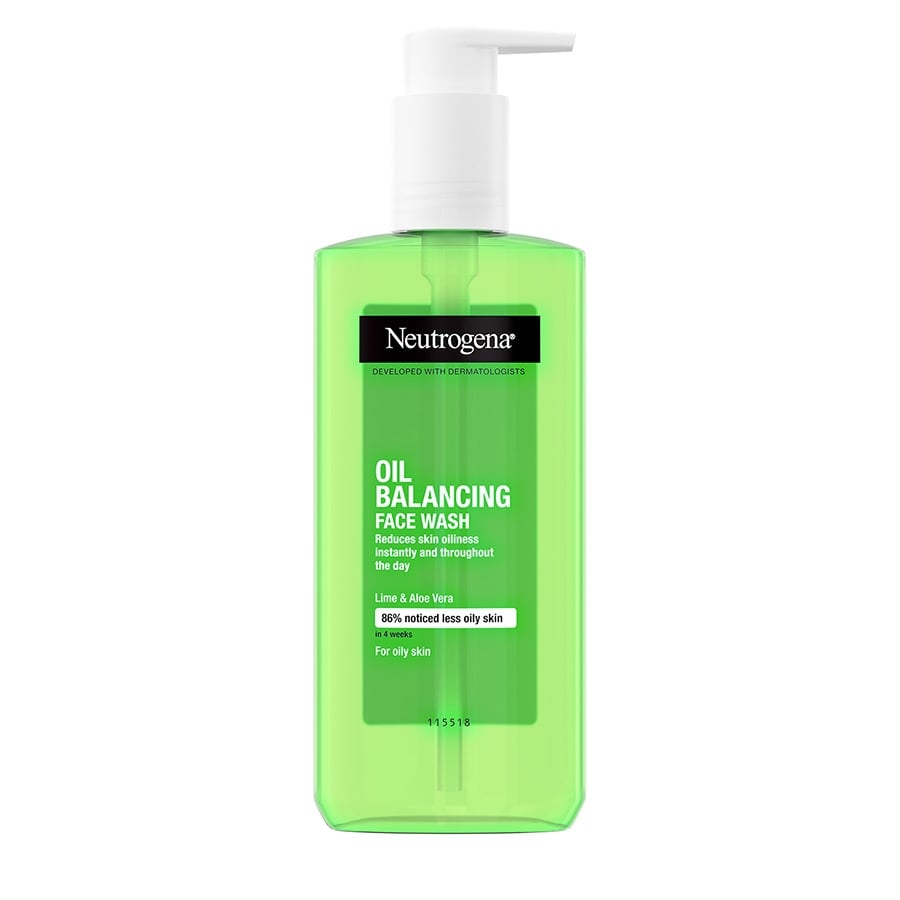 Neutrogena®
DEVELOPED WITH DERMATOLOGISTS
OIL
BALANCING
FACE WASH
Reduces skin oiliness
instantly and throughout
the day
Lime & Aloe Vera
86% noticed less oily skin
in 4 weeks
For oily skin
115518